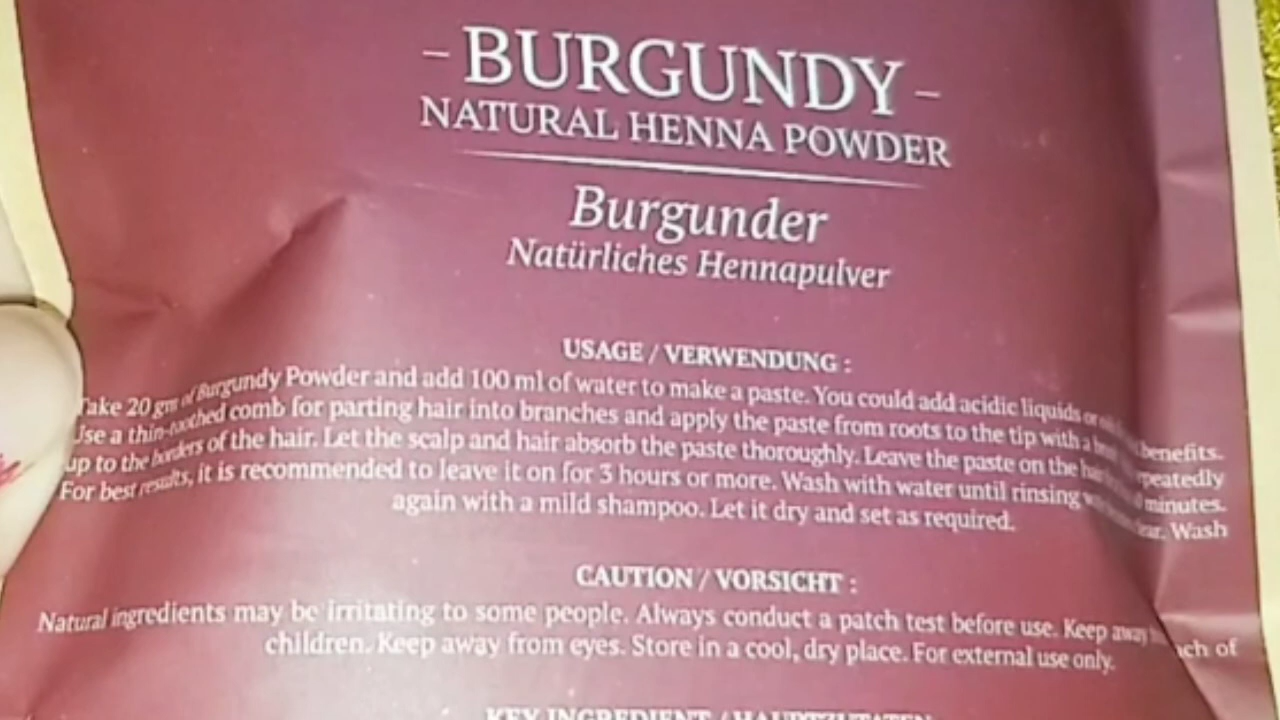 – BURGUNDY –
NATURAL HENNA POWDER
Burgunder
Natürliches Hennapulver
USAGE / VERWENDUNG :
Take 20 gm of Burgundy Powder and add 100 ml of water to make a paste. You could add acidic liquids or benefits.
Use a thin-toothed comb for parting hair into branches and apply the paste from roots to the tip with a repeatedly
up to the borders of the hair. Let the scalp and hair absorb the paste thoroughly. Leave the paste on the minutes.
For best results, it is recommended to leave it on for 3 hours or more. Wash with water until rinsing Wash
again with a mild shampoo. Let it dry and set as required.
CAUTION / VORSICHT :
Natural ingredients may be irritating to some people. Always conduct a patch test before use. Keep away of
children. Keep away from eyes. Store in a cool, dry place. For external use only.
KEY INGREDIENT / HAUPTZUTATEN